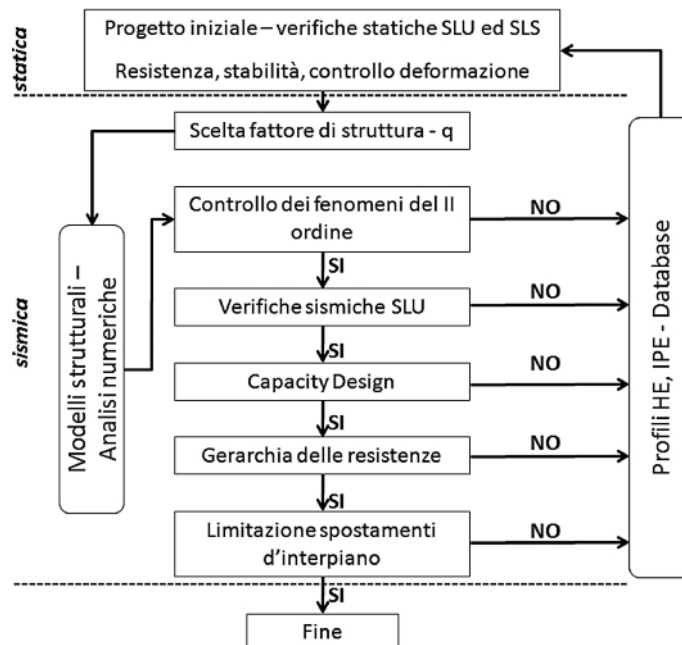 Progetto iniziale – verifiche statiche SLU ed SLS
Resistenza, stabilità, controllo deformazione
statica
Scelta fattore di struttura - q
Controllo dei fenomeni del II
ordine
NO
SI
Verifiche sismiche SLU
NO
SI
Capacity Design
NO
SI
Gerarchia delle resistenze
NO
SI
Limitazione spostamenti
d'interpiano
NO
SI
Fine
sismica
Modelli strutturali –
Analisi numeriche
Profili HE, IPE - Database